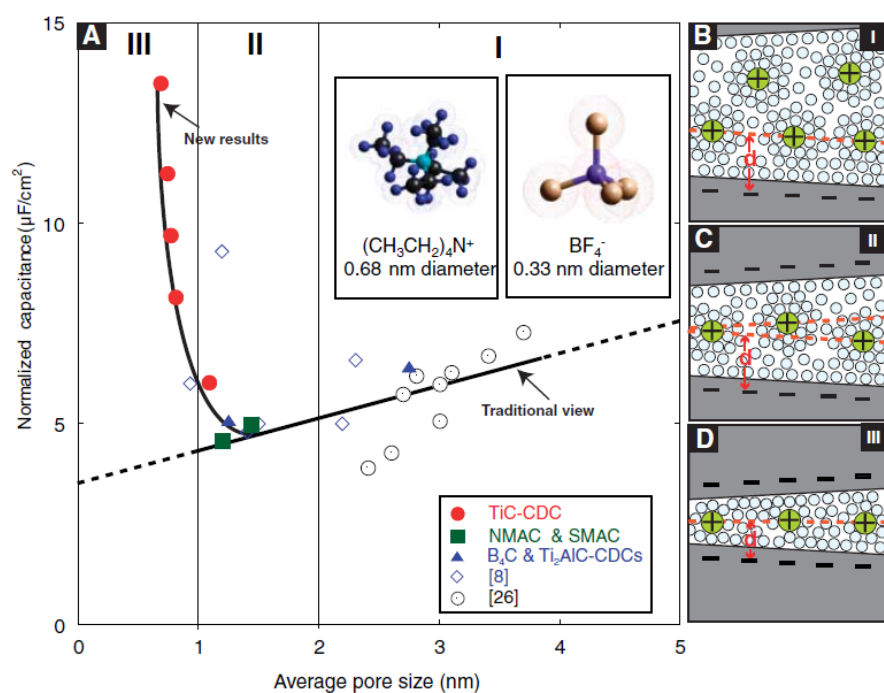 A
III
II
I
15
10
5
0
Normalized capacitance (µF/cm²)
New results
(CH₃CH₂)₄N⁺
0.68 nm diameter
BF₄⁻
0.33 nm diameter
Traditional view
TiC-CDC
NMAC & SMAC
B₄C & Ti₂AlC-CDCs
[8]
[26]
0 1 2 3 4 5
Average pore size (nm)
B I
d
C II
d
D III
d